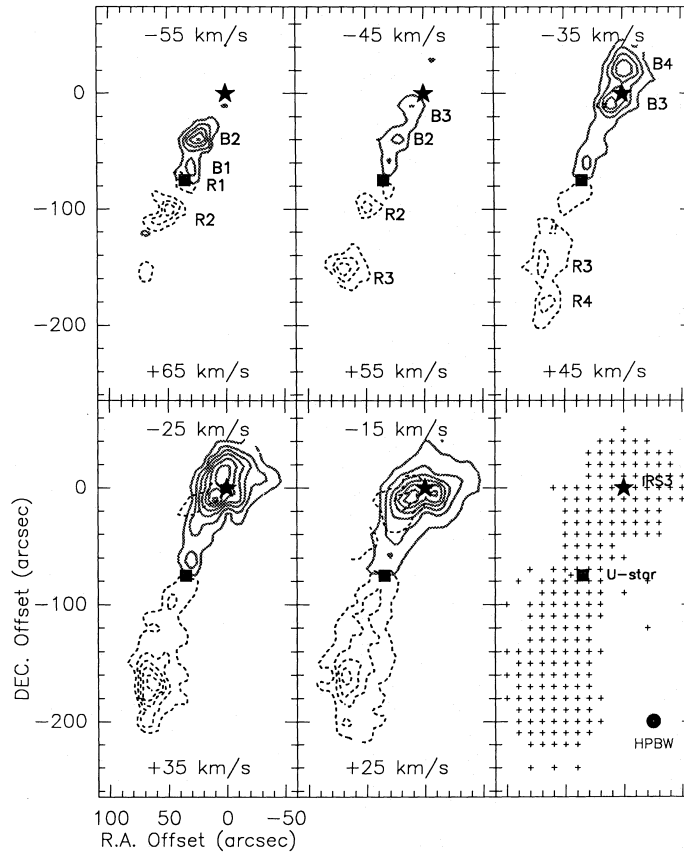 −55 km/s
−45 km/s
−35 km/s
B4
0
B3
B3
B2
B2
B1
R1
−100
R2
R2
R3
R3
R4
−200
+65 km/s
+55 km/s
+45 km/s
−25 km/s
−15 km/s
0
IRS3
U−star
−100
DEC. Offset (arcsec)
−200
HPBW
+35 km/s
+25 km/s
100 50 0 −50
R.A. Offset (arcsec)